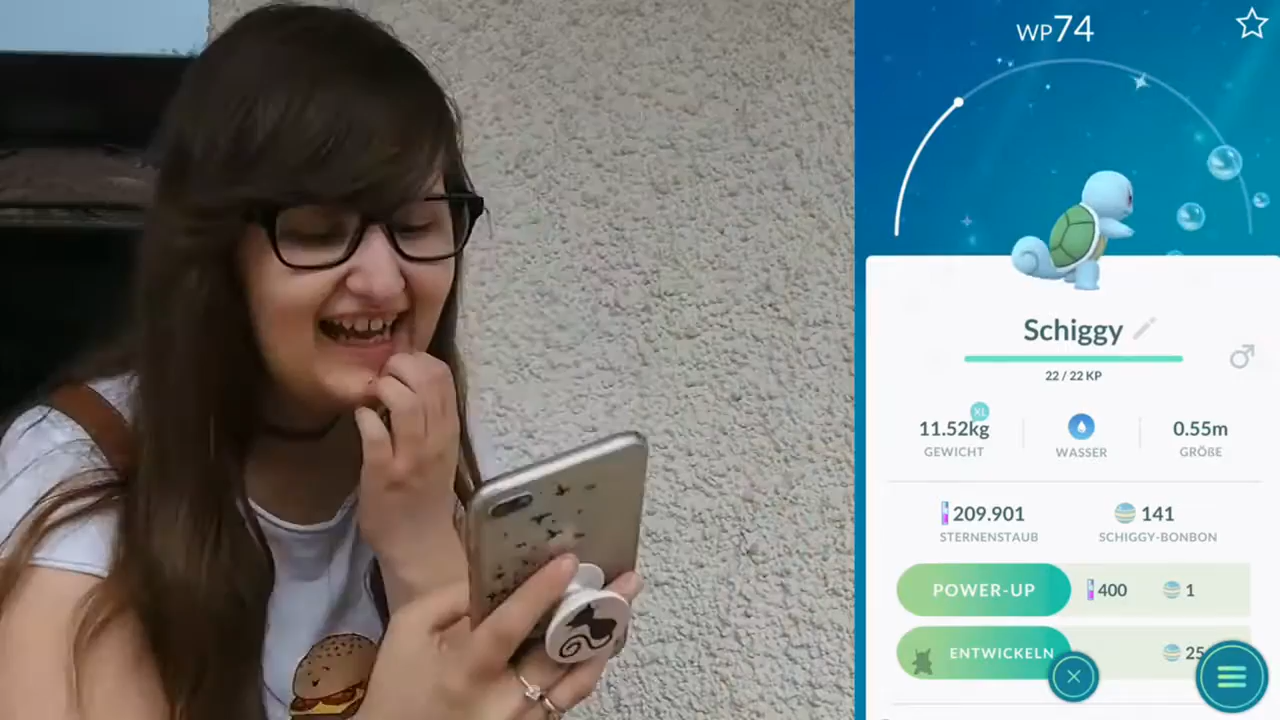 WP74
Schiggy
22 / 22 KP
XL
11.52kg
GEWICHT
WASSER
0.55m
GRÖßE
209.901
STERNENSTAUB
141
SCHIGGY-BONBON
POWER-UP
400
1
ENTWICKELN
25